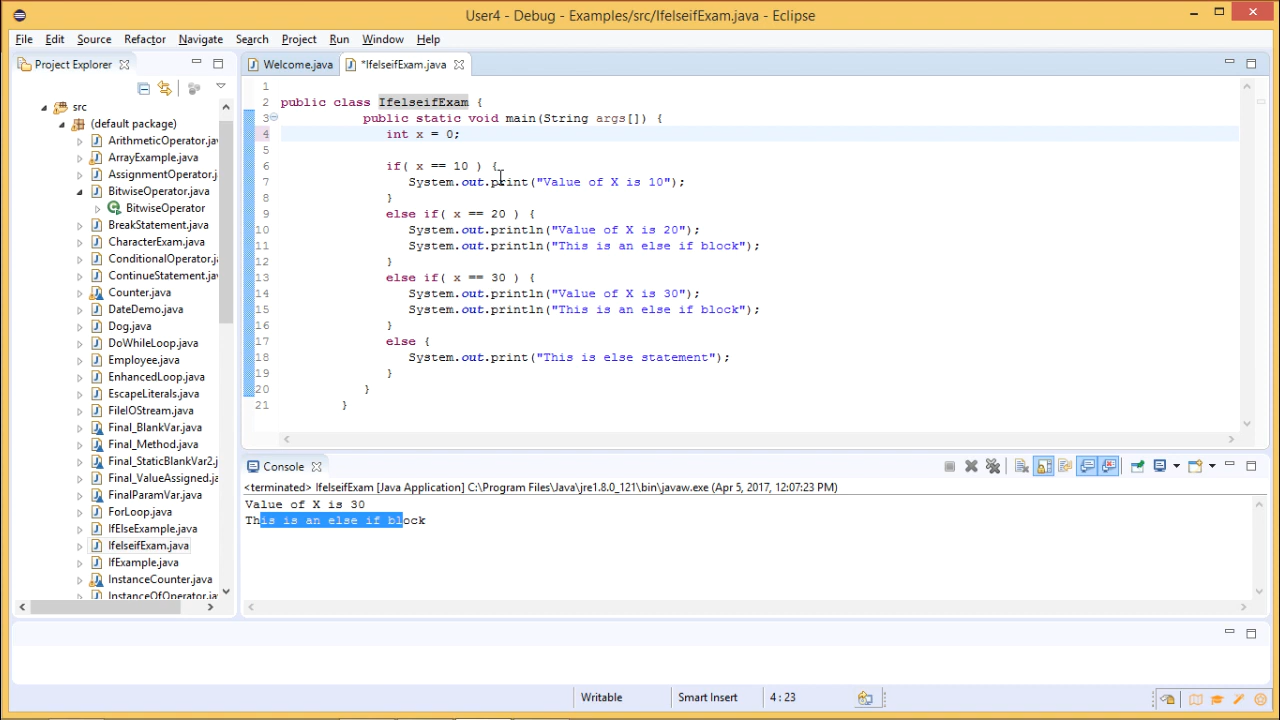 User4 - Debug - Examples/src/IfelseifExam.java - Eclipse
File Edit Source Refactor Navigate Search Project Run Window Help
Project Explorer
src
(default package)
ArithmeticOperator.ja
ArrayExample.java
AssignmentOperator.j
BitwiseOperator.java
BitwiseOperator
BreakStatement.java
CharacterExam.java
ConditionalOperator.j
ContinueStatement.jav
Counter.java
DateDemo.java
Dog.java
DoWhileLoop.java
Employee.java
EnhancedLoop.java
EscapeLiterals.java
FileIOStream.java
Final_BlankVar.java
Final_Method.java
Final_StaticBlankVar2.j
Final_ValueAssigned.ja
FinalParamVar.java
ForLoop.java
IfElseExample.java
IfelseifExam.java
IfExample.java
InstanceCounter.java
InstanceOfOperator.ja
Welcome.java *IfelseifExam.java
1
2 public class IfelseifExam {
3 public static void main(String args[]) {
4 int x = 0;
5
6 if( x == 10 ) {
7 System.out.print("Value of X is 10");
8 }
9 else if( x == 20 ) {
10 System.out.println("Value of X is 20");
11 System.out.println("This is an else if block");
12 }
13 else if( x == 30 ) {
14 System.out.println("Value of X is 30");
15 System.out.println("This is an else if block");
16 }
17 else {
18 System.out.print("This is else statement");
19 }
20 }
21 }
Console
<terminated> IfelseifExam [Java Application] C:\Program Files\Java\jre1.8.0_121\bin\javaw.exe (Apr 5, 2017, 12:07:23 PM)
Value of X is 30
This is an else if block
Writable Smart Insert 4 : 23